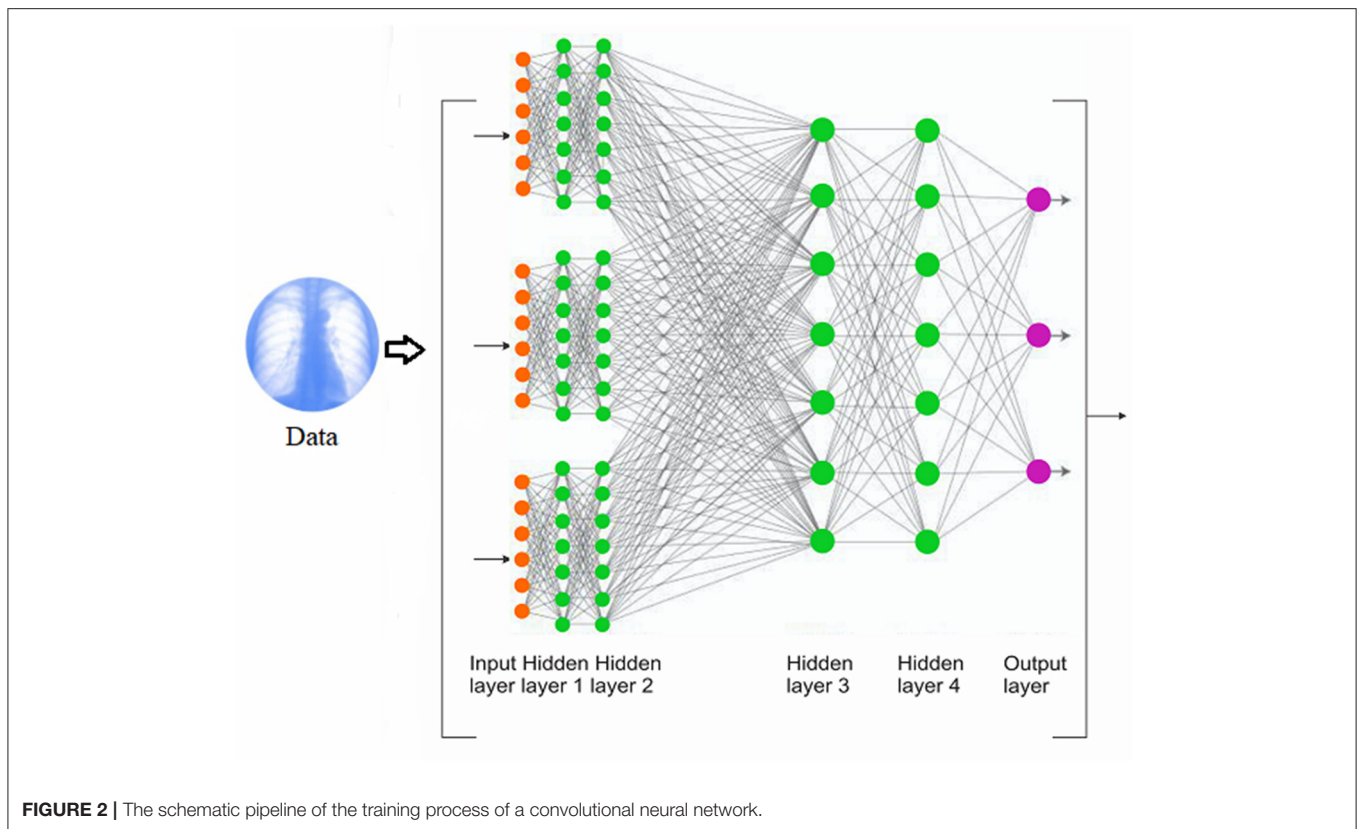 Data
Input Hidden Hidden Hidden Hidden Output
layer layer 1 layer 2 layer 3 layer 4 layer
FIGURE 2 | The schematic pipeline of the training process of a convolutional neural network.